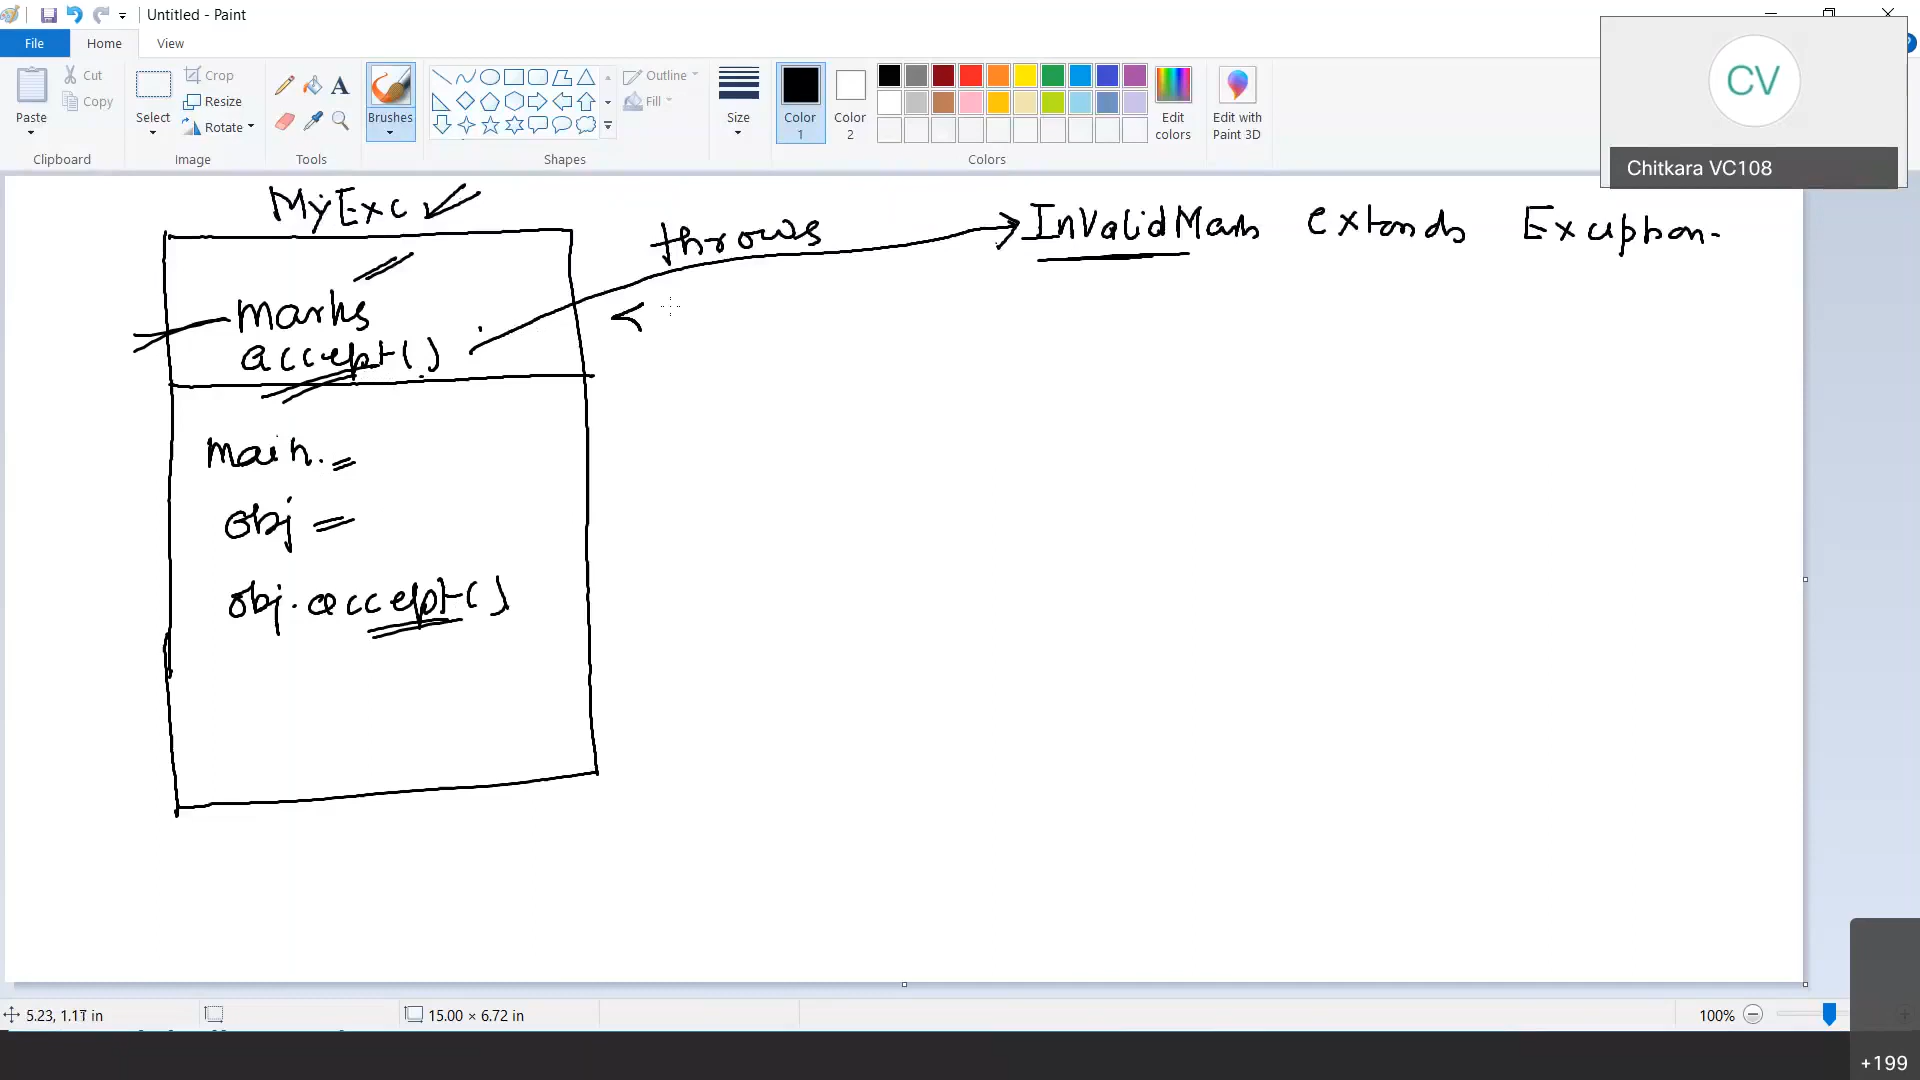 Untitled - Paint
File Home View
Paste
Cut
Copy
Clipboard
Select
Crop
Resize
Rotate
Image
Tools
Brushes
Shapes
Outline
Fill
Size
Color 1
Color 2
Colors
Edit colors
Edit with Paint 3D
CV
Chitkara VC108
MyExc
throws
InValidMarks extends Exception.
marks
accept()
<
main.
obj =
obj.accept()
5.23, 1.17 in
15.00 × 6.72 in
100%
+199